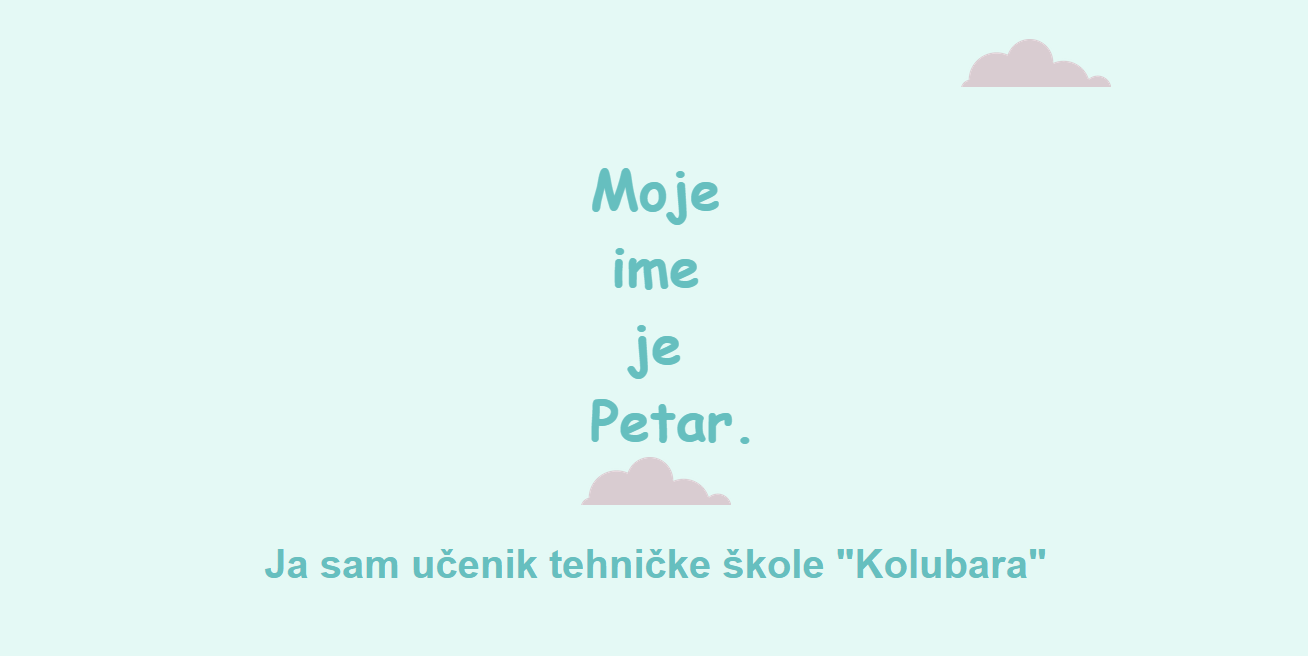 Moje
ime
je
Petar.
Ja sam učenik tehničke škole "Kolubara"